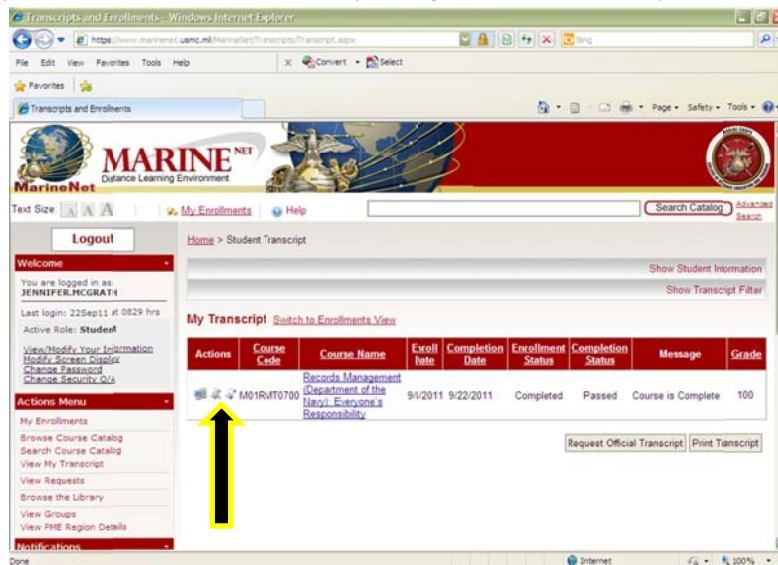 Transcripts and Enrollments - Windows Internet Explorer
https://www.marinenet.usmc.mil/MarineNet/Transcripts/Transcript.aspx
Bing
File Edit View Favorites Tools Help
Convert Select
Favorites
Transcripts and Enrollments
Page Safety Tools
MARINE NET
Distance Learning Environment
MarineNet
Text Size: A A A My Enrollments Help Search Catalog Advanced Search
Logout
Home > Student Transcript
Welcome
Show Student Information
You are logged in as:
JENNIFER.MCGRATH
Show Transcript Filter
Last login: 22Sep11 at 0829 hrs
Active Role: Student
My Transcript Switch to Enrollments View
View/Modify Your Information
Modify Screen Display
Change Password
Change Security Q/A
Actions Course Code Course Name Enroll Date Completion Date Enrollment Status Completion Status Message Grade
M01RMT0700 Records Management (Department of the Navy): Everyone's Responsibility 9/22/2011 Completed Passed Course is Complete 100
Actions Menu
My Enrollments
Browse Course Catalog
Search Course Catalog
View My Transcript
Request Official Transcript Print Transcript
View Requests
Browse the Library
View Groups
View PME Region Details
Notifications
Done Internet 100%